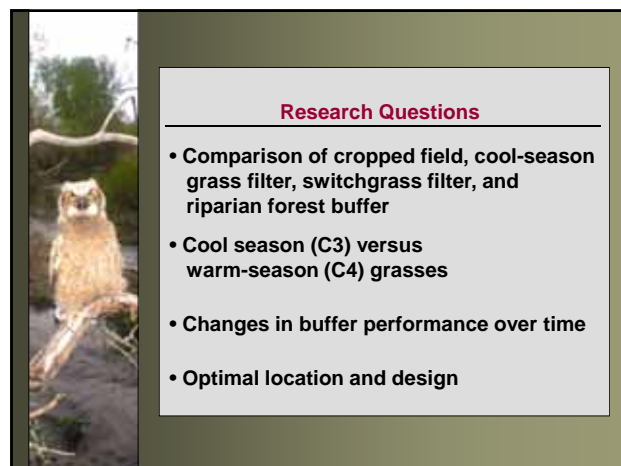 Research Questions
• Comparison of cropped field, cool-season
grass filter, switchgrass filter, and
riparian forest buffer
• Cool season (C3) versus
warm-season (C4) grasses
• Changes in buffer performance over time
• Optimal location and design